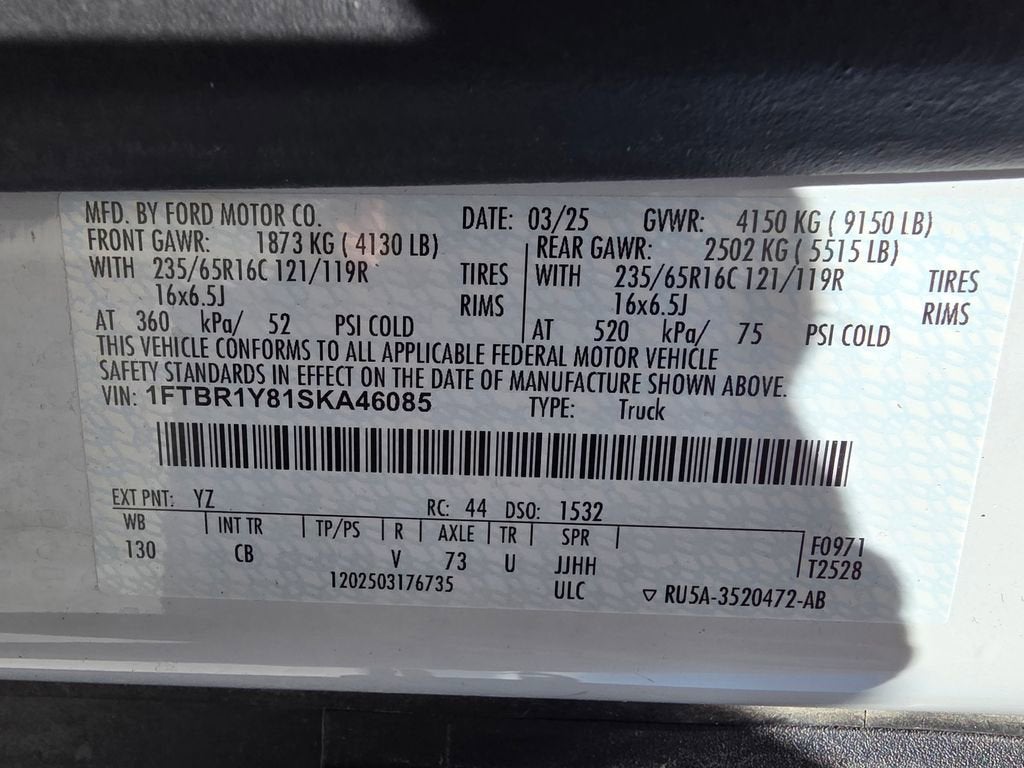 MFD. BY FORD MOTOR CO. DATE: 03/25 GVWR: 4150 KG ( 9150 LB)
FRONT GAWR: 1873 KG ( 4130 LB) REAR GAWR: 2502 KG ( 5515 LB)
WITH 235/65R16C 121/119R TIRES WITH 235/65R16C 121/119R TIRES
16x6.5J RIMS 16x6.5J RIMS
AT 360 kPa/ 52 PSI COLD AT 520 kPa/ 75 PSI COLD
THIS VEHICLE CONFORMS TO ALL APPLICABLE FEDERAL MOTOR VEHICLE
SAFETY STANDARDS IN EFFECT ON THE DATE OF MANUFACTURE SHOWN ABOVE.
VIN: 1FTBR1Y81SKA46085 TYPE: Truck
EXT PNT: YZ RC: 44 DSO: 1532
WB INT TR TP/PS R AXLE TR SPR F0971
130 CB V 73 U JJHH T2528
1202503176735 ULC RU5A-3520472-AB